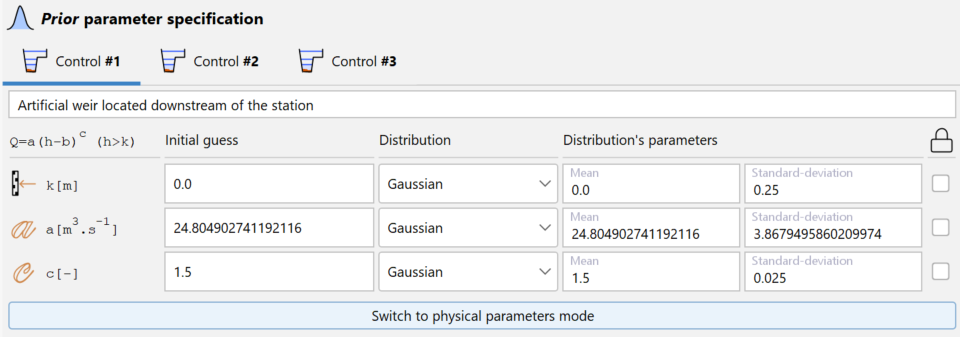 Prior parameter specification
Control #1 Control #2 Control #3
Artificial weir located downstream of the station
Q=a(h-b)^c (h>k) Initial guess Distribution Distribution's parameters
k[m] 0.0 Gaussian Mean 0.0 Standard-deviation 0.25
a[m^3.s^-1] 24.804902741192116 Gaussian Mean 24.804902741192116 Standard-deviation 3.8679495860209974
c[-] 1.5 Gaussian Mean 1.5 Standard-deviation 0.025
Switch to physical parameters mode